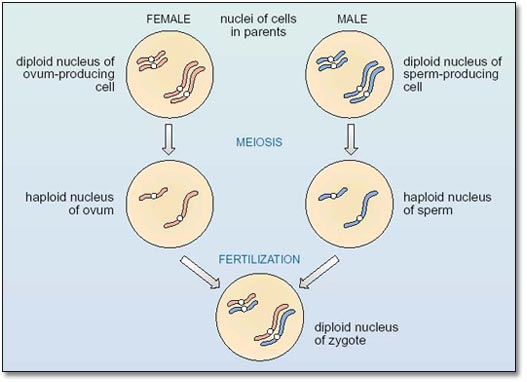 FEMALE
nuclei of cells
in parents
MALE
diploid nucleus of
ovum-producing
cell
diploid nucleus of
sperm-producing
cell
MEIOSIS
haploid nucleus
of ovum
haploid nucleus
of sperm
FERTILIZATION
diploid nucleus
of zygote